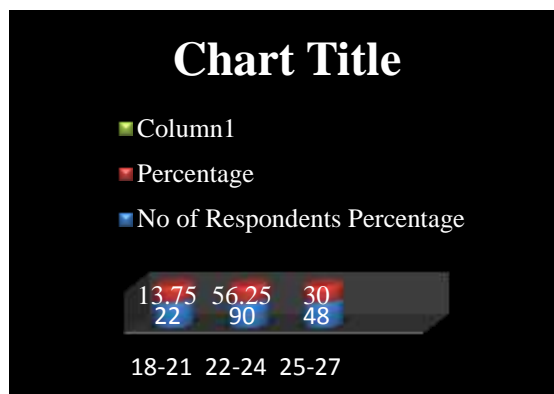 Chart Title
Column1
Percentage
No of Respondents Percentage
13.75 56.25 30
22 90 48
18-21 22-24 25-27